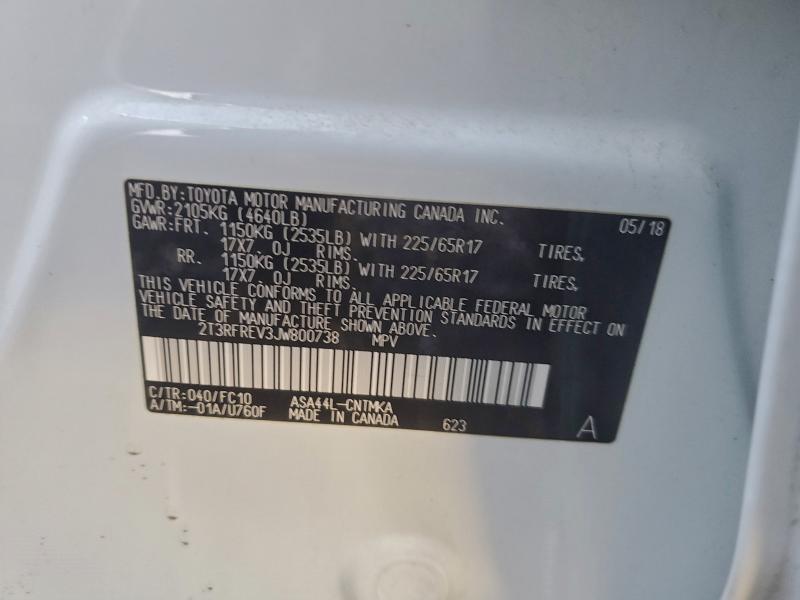 MFD.BY:TOYOTA MOTOR MANUFACTURING CANADA INC.
GVWR:2105KG (4640LB) 05/18
GAWR:FRT. 1150KG (2535LB) WITH 225/65R17 TIRES,
17X7.0J RIMS.
RR. 1150KG (2535LB) WITH 225/65R17 TIRES,
17X7.0J RIMS.
THIS VEHICLE CONFORMS TO ALL APPLICABLE FEDERAL MOTOR
VEHICLE SAFETY AND THEFT PREVENTION STANDARDS IN EFFECT ON
THE DATE OF MANUFACTURE SHOWN ABOVE.
2T3RFREV3JW800738 MPV
C/TR:040/FC10 ASA44L-CNTMKA
A/TM:-01A/U760F MADE IN CANADA 623 A